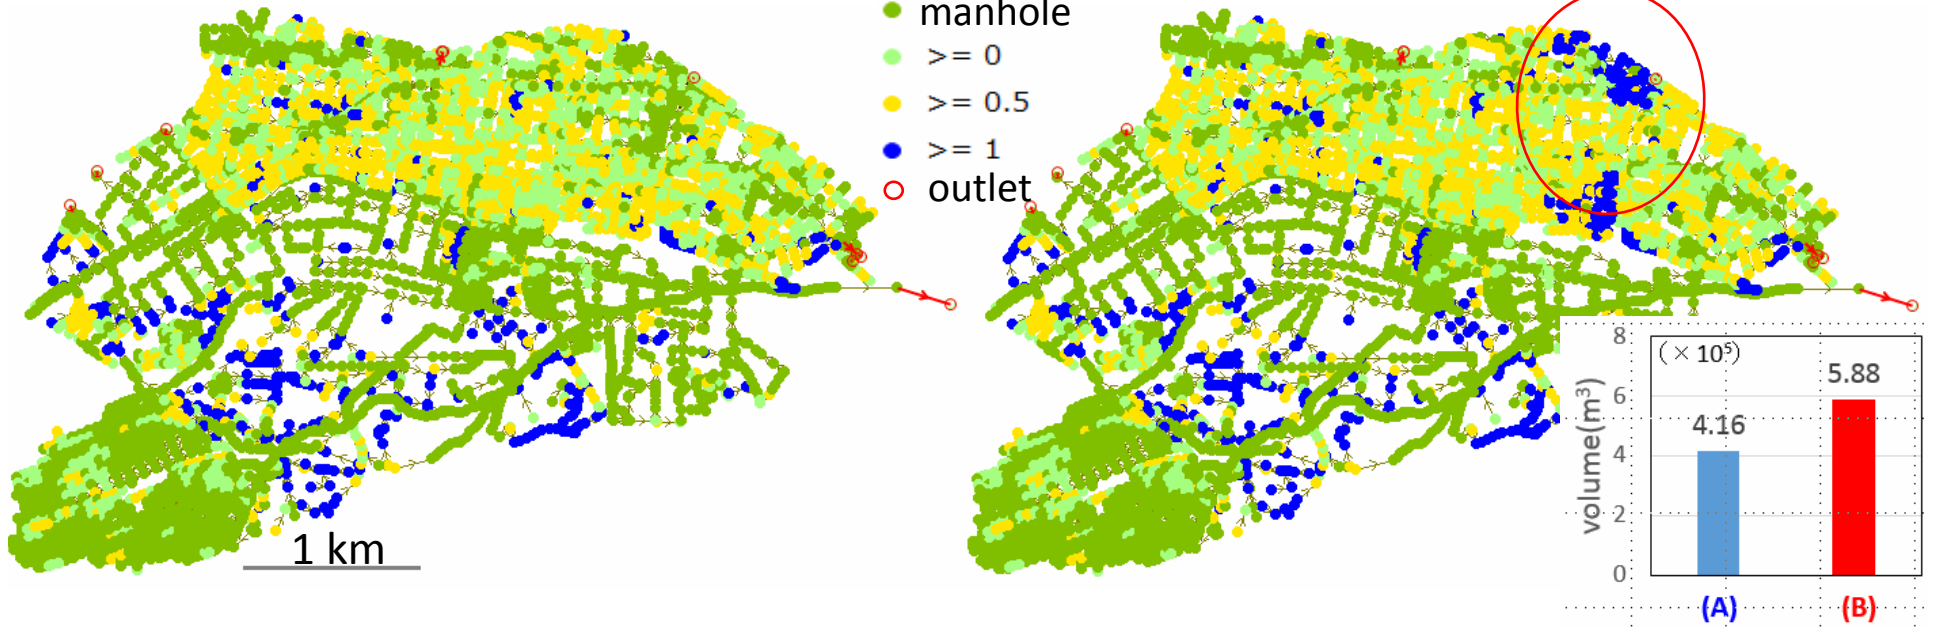 manhole
>= 0
>= 0.5
>= 1
outlet
1 km
8
(×10⁵)
5.88
volume(m³)
6
4.16
4
2
0
(A)
(B)